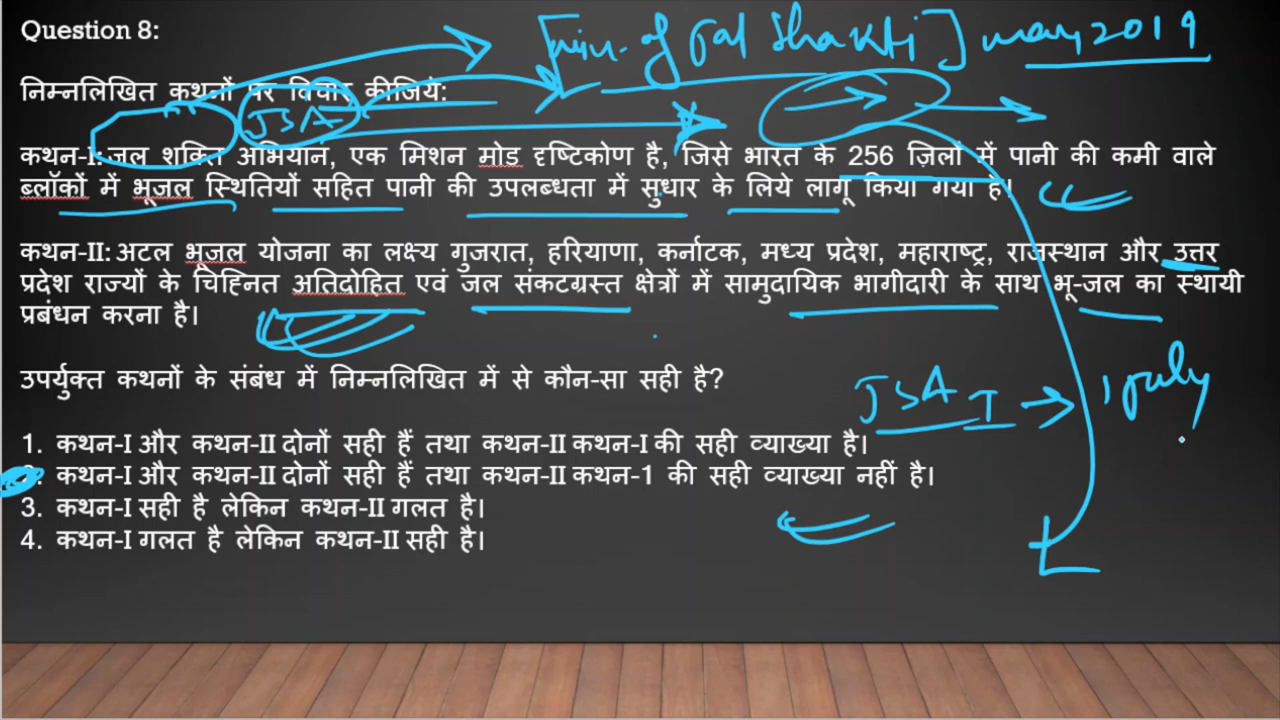 Question 8:
[min. of Jal Shakti] may 2019
निम्नलिखित कथनों पर विचार कीजिये:
JSA
कथन-I: जल शक्ति अभियान, एक मिशन मोड दृष्टिकोण है, जिसे भारत के 256 ज़िलों में पानी की कमी वाले
ब्लॉकों में भूजल स्थितियों सहित पानी की उपलब्धता में सुधार के लिये लागू किया गया है।
कथन-II: अटल भूजल योजना का लक्ष्य गुजरात, हरियाणा, कर्नाटक, मध्य प्रदेश, महाराष्ट्र, राजस्थान और उत्तर
प्रदेश राज्यों के चिह्नित अतिदोहित एवं जल संकटग्रस्त क्षेत्रों में सामुदायिक भागीदारी के साथ भू-जल का स्थायी
प्रबंधन करना है।
उपर्युक्त कथनों के संबंध में निम्नलिखित में से कौन-सा सही है?
JSA I → 1 July
1. कथन-I और कथन-II दोनों सही हैं तथा कथन-II कथन-I की सही व्याख्या है।
कथन-I और कथन-II दोनों सही हैं तथा कथन-II कथन-1 की सही व्याख्या नहीं है।
3. कथन-I सही है लेकिन कथन-II गलत है।
4. कथन-I गलत है लेकिन कथन-II सही है।